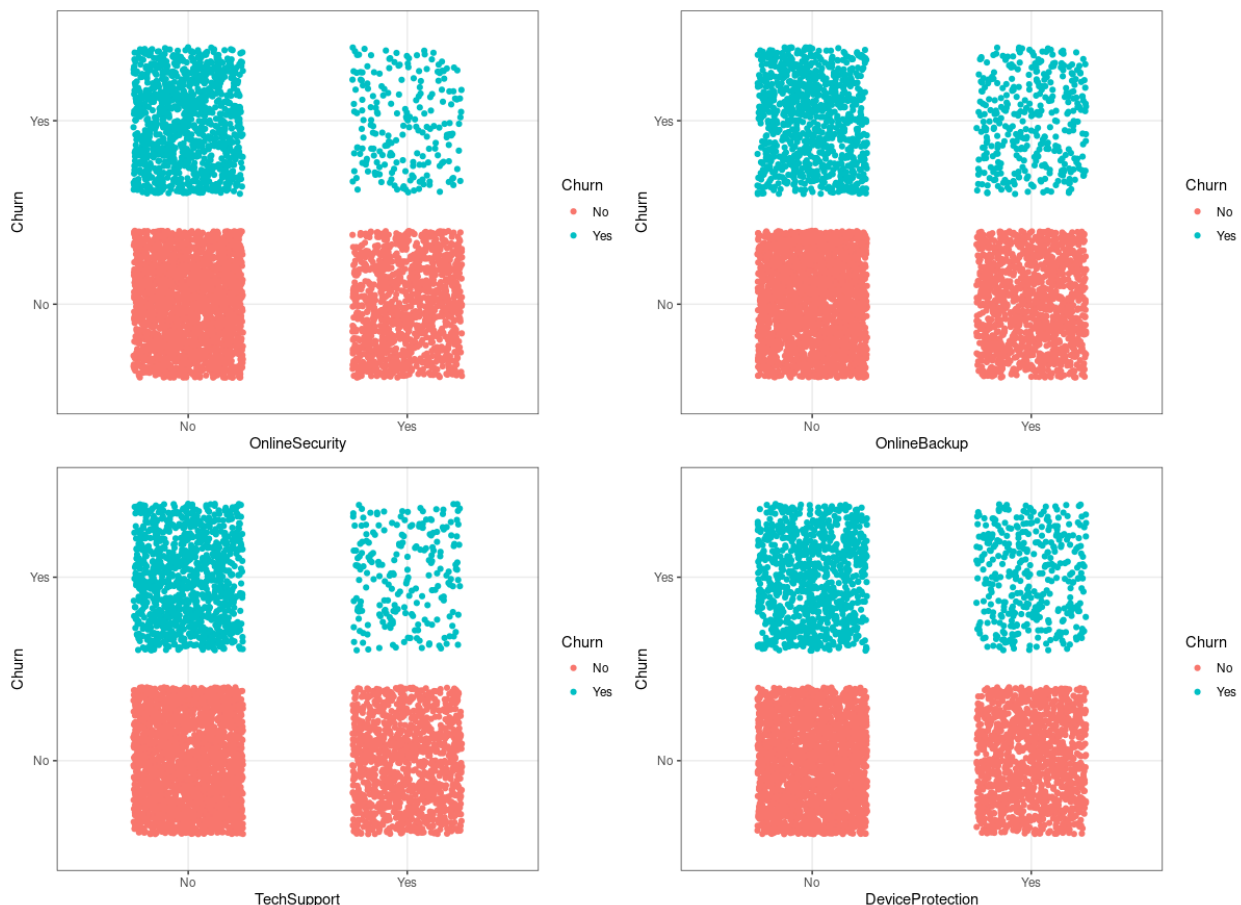 Churn
Yes
No
No
Yes
OnlineSecurity
Churn
No
Yes
Churn
Yes
No
No
Yes
OnlineBackup
Churn
No
Yes
Churn
Yes
No
No
Yes
TechSupport
Churn
No
Yes
Churn
Yes
No
No
Yes
DeviceProtection
Churn
No
Yes